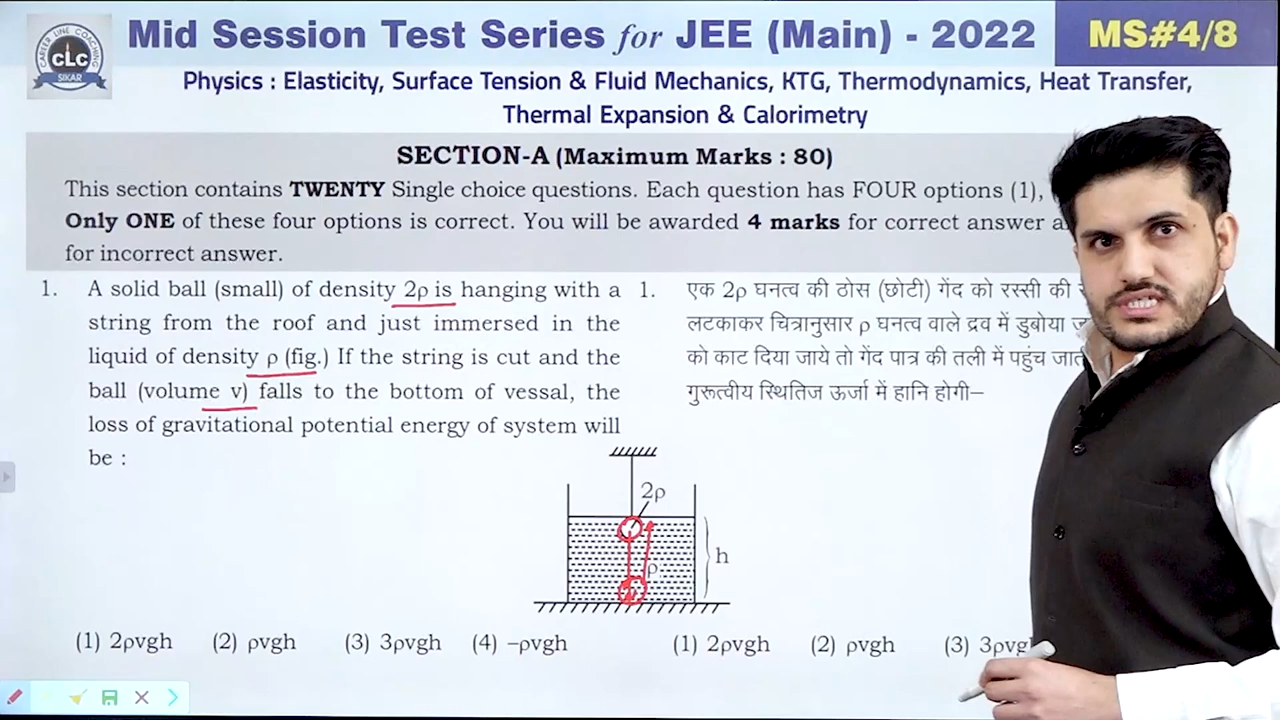 CAREER LINE COACHING
CLC
SIKAR
Mid Session Test Series for JEE (Main) - 2022
MS#4/8
Physics : Elasticity, Surface Tension & Fluid Mechanics, KTG, Thermodynamics, Heat Transfer,
Thermal Expansion & Calorimetry
SECTION-A (Maximum Marks : 80)
This section contains TWENTY Single choice questions. Each question has FOUR options (1),
Only ONE of these four options is correct. You will be awarded 4 marks for correct answer
for incorrect answer.
1. A solid ball (small) of density 2ρ is hanging with a
string from the roof and just immersed in the
liquid of density ρ (fig.) If the string is cut and the
ball (volume v) falls to the bottom of vessal, the
loss of gravitational potential energy of system will
be :
2ρ
ρ
h
(1) 2ρvgh (2) ρvgh (3) 3ρvgh (4) –ρvgh
1. एक 2ρ घनत्व की ठोस (छोटी) गेंद को रस्सी की
लटकाकर चित्रानुसार ρ घनत्व वाले द्रव में डुबोया
को काट दिया जाये तो गेंद पात्र की तली में पहुंच
गुरूत्वीय स्थितिज ऊर्जा में हानि होगी–
(1) 2ρvgh (2) ρvgh (3)